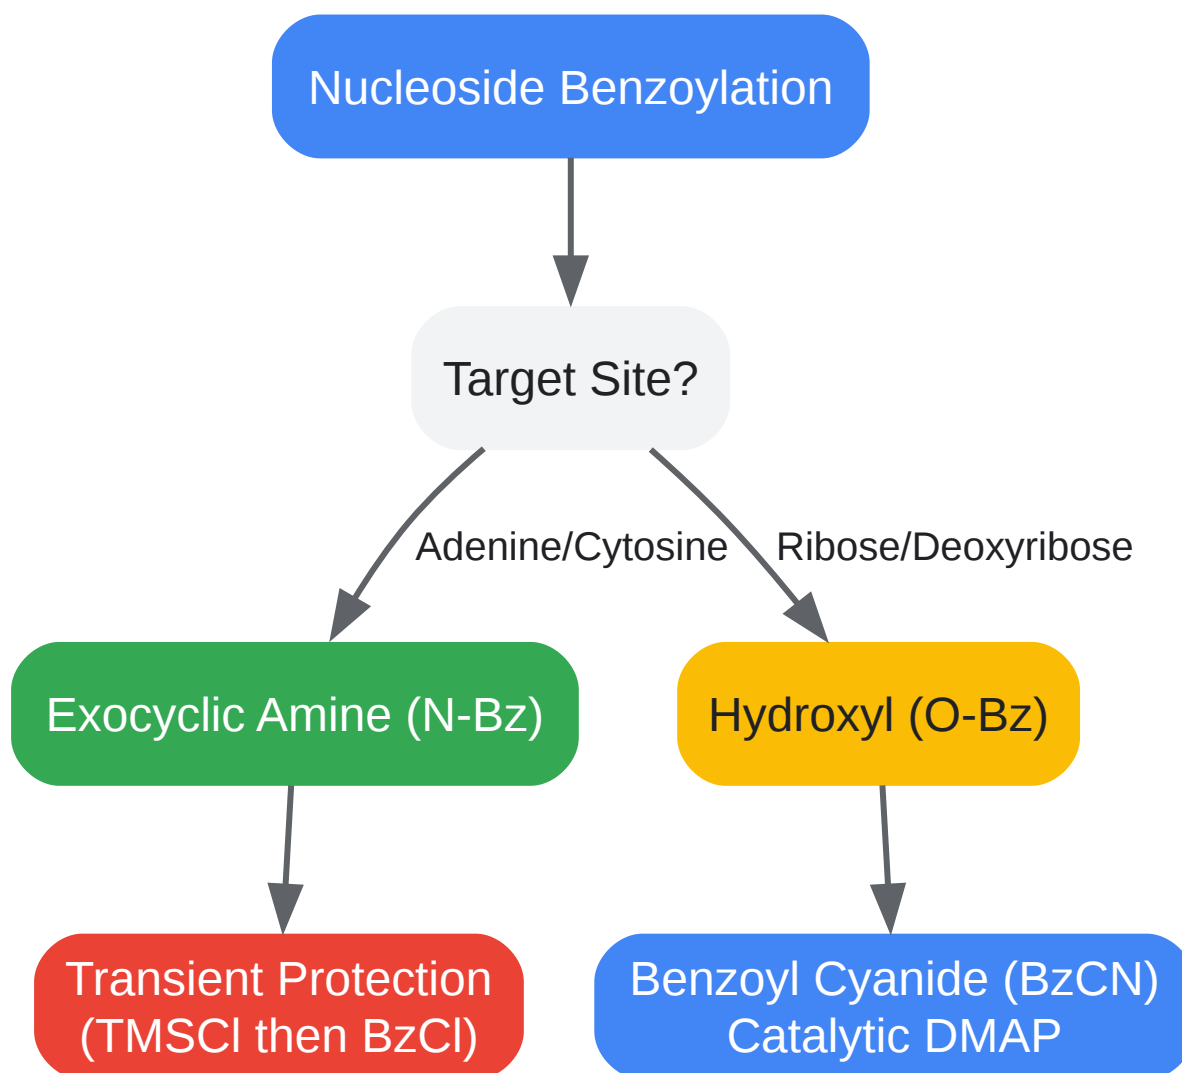 Nucleoside Benzoylation
Target Site?
Adenine/Cytosine
Ribose/Deoxyribose
Exocyclic Amine (N-Bz)
Hydroxyl (O-Bz)
Transient Protection
(TMSCl then BzCl)
Benzoyl Cyanide (BzCN)
Catalytic DMAP